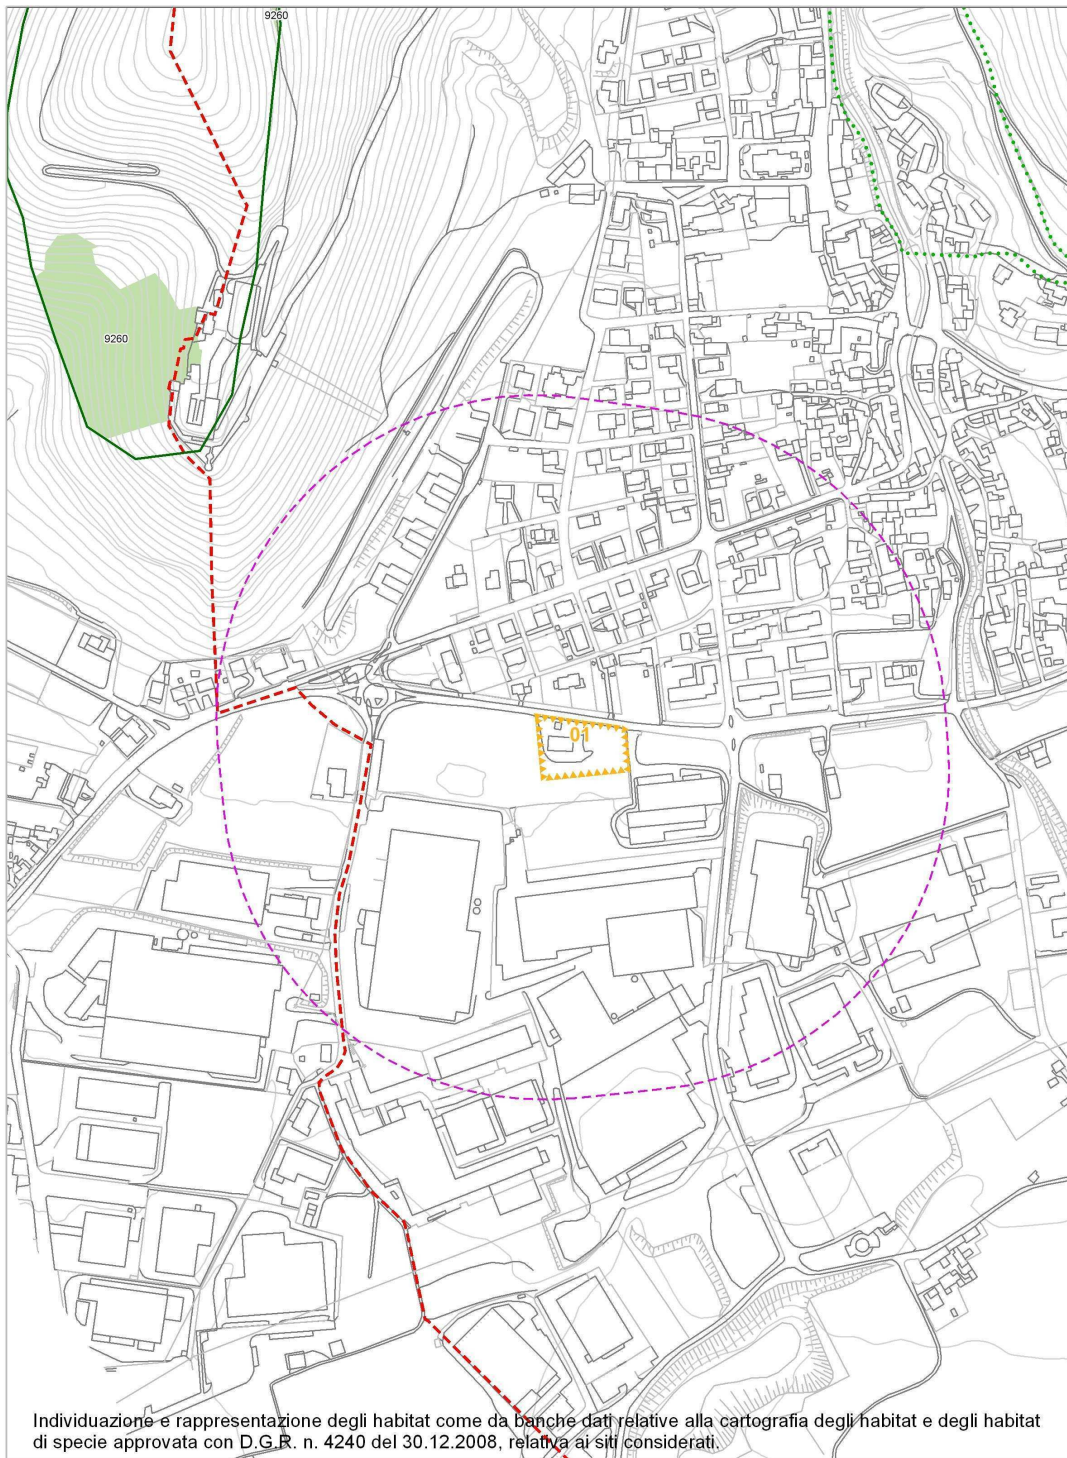 9260
9260
01
Individuazione e rappresentazione degli habitat come da banche dati relative alla cartografia degli habitat e degli habitat
di specie approvata con D.G.R. n. 4240 del 30.12.2008, relativa ai siti considerati.